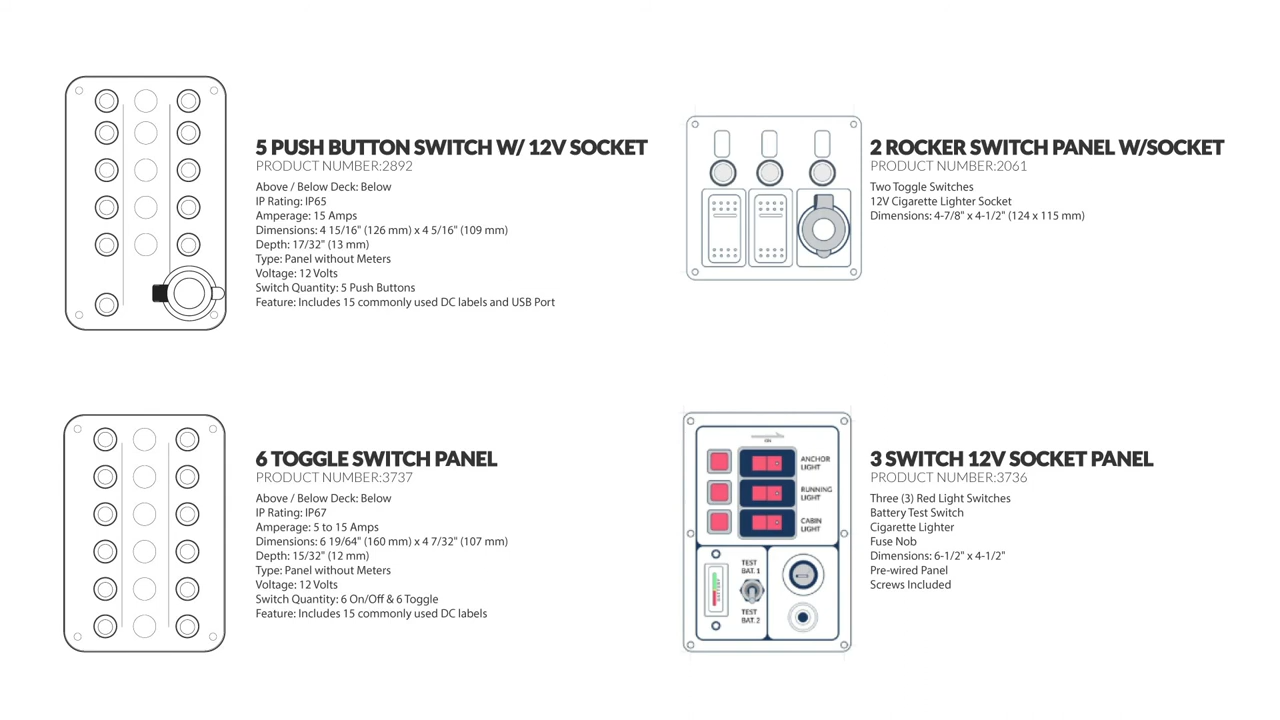 5 PUSH BUTTON SWITCH W/ 12V SOCKET
PRODUCT NUMBER:2892
Above / Below Deck: Below
IP Rating: IP65
Amperage: 15 Amps
Dimensions: 4 15/16" (126 mm) x 4 5/16" (109 mm)
Depth: 17/32" (13 mm)
Type: Panel without Meters
Voltage: 12 Volts
Switch Quantity: 5 Push Buttons
Feature: Includes 15 commonly used DC labels and USB Port
2 ROCKER SWITCH PANEL W/SOCKET
PRODUCT NUMBER:2061
Two Toggle Switches
12V Cigarette Lighter Socket
Dimensions: 4-7/8" x 4-1/2" (124 x 115 mm)
6 TOGGLE SWITCH PANEL
PRODUCT NUMBER:3737
Above / Below Deck: Below
IP Rating: IP67
Amperage: 5 to 15 Amps
Dimensions: 6 19/64" (160 mm) x 4 7/32" (107 mm)
Depth: 15/32" (12 mm)
Type: Panel without Meters
Voltage: 12 Volts
Switch Quantity: 6 On/Off & 6 Toggle
Feature: Includes 15 commonly used DC labels
ANCHOR
LIGHT
RUNNING
LIGHT
CABIN
LIGHT
TEST
BAT. 1
TEST
BAT. 2
3 SWITCH 12V SOCKET PANEL
PRODUCT NUMBER:3736
Three (3) Red Light Switches
Battery Test Switch
Cigarette Lighter
Fuse Nob
Dimensions: 6-1/2" x 4-1/2"
Pre-wired Panel
Screws Included